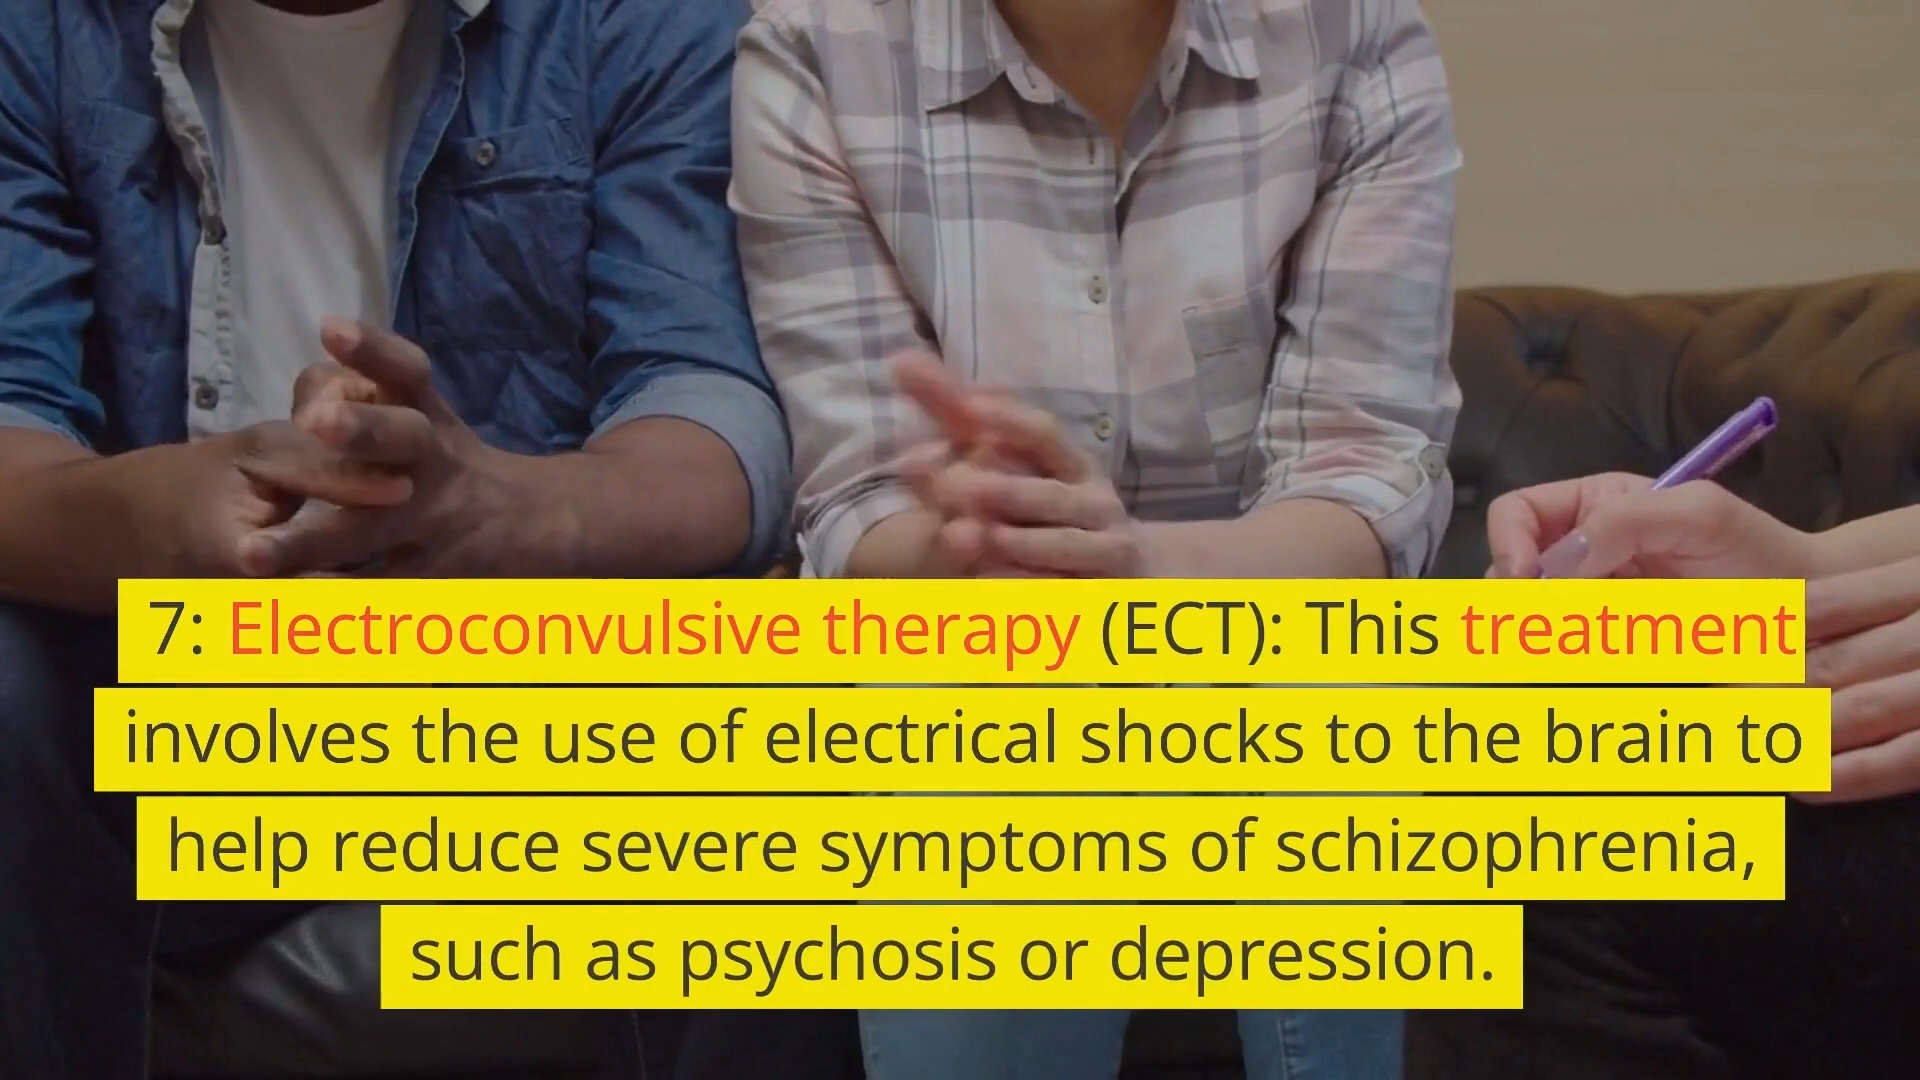 7: Electroconvulsive therapy (ECT): This treatment
involves the use of electrical shocks to the brain to
help reduce severe symptoms of schizophrenia,
such as psychosis or depression.